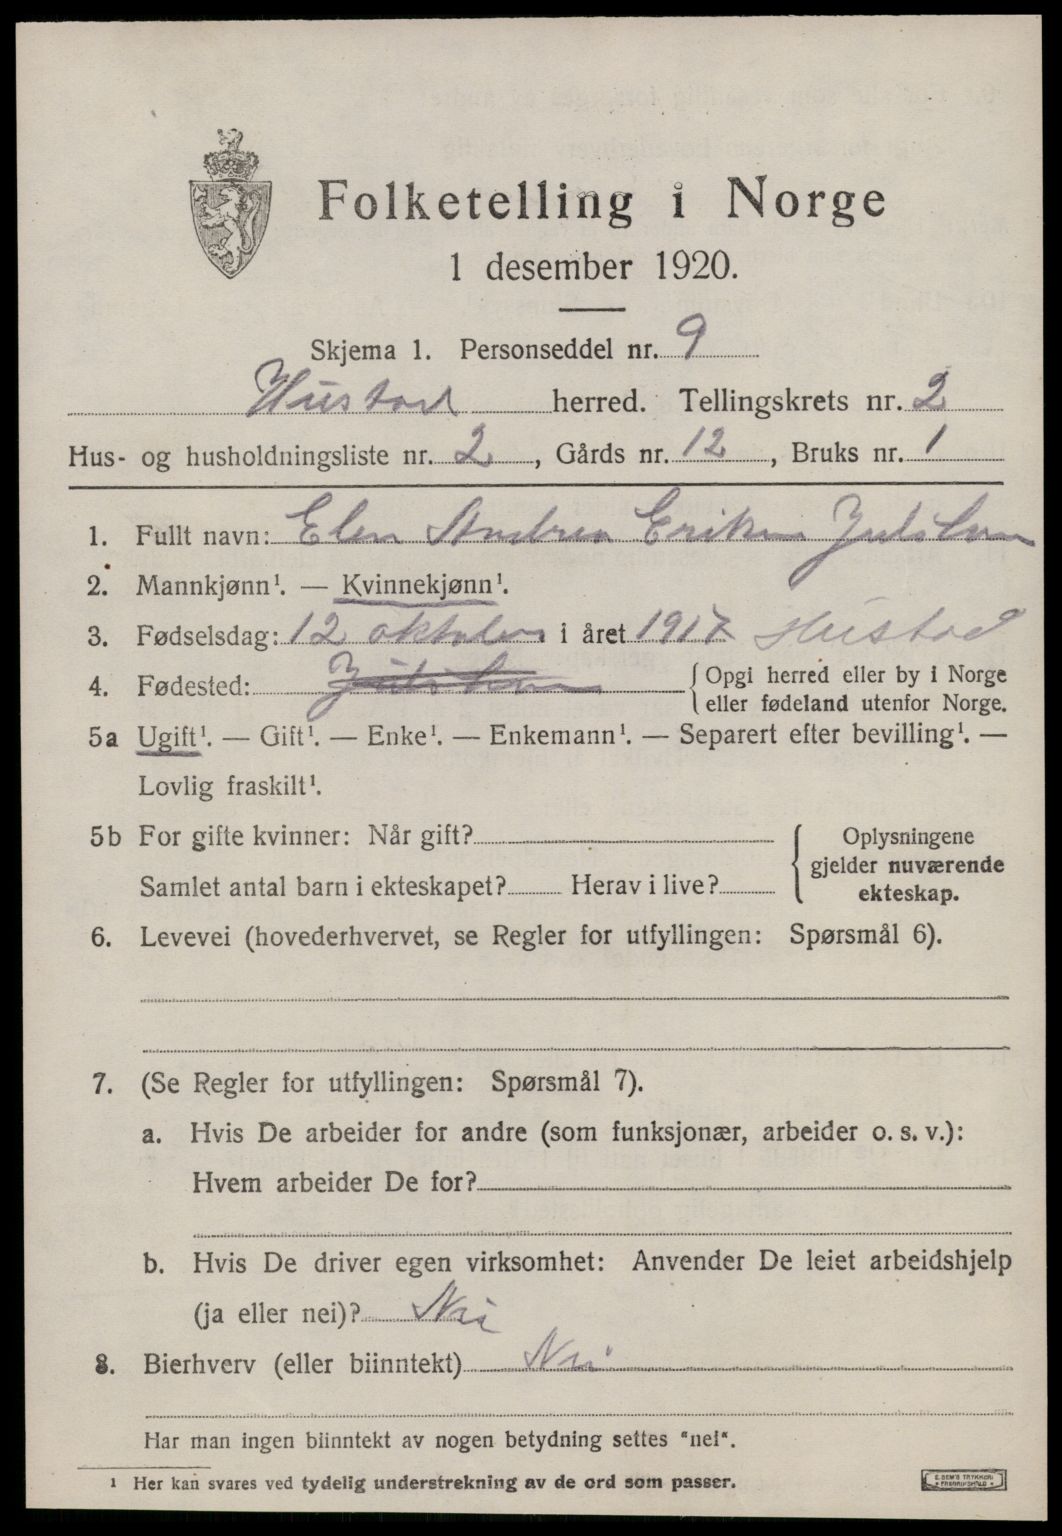 Folketelling i Norge
1 desember 1920.
Skjema 1. Personseddel nr. 9
Hustad herred. Tellingskrets nr. 2
Hus- og husholdningsliste nr. 2, Gårds nr. 12, Bruks nr. 1
1. Fullt navn: Elen Andrea Eriksen Julshavn
2. Mannkjønn¹. — Kvinnekjønn¹.
3. Fødselsdag: 12 oktober i året 1917 Hustad
4. Fødested: Julshavn {Opgi herred eller by i Norge
eller fødeland utenfor Norge.
5a Ugift¹. — Gift¹. — Enke¹. — Enkemann¹. — Separert efter bevilling¹. —
Lovlig fraskilt¹.
5b For gifte kvinner: Når gift? { Oplysningene
gjelder nuværende
Samlet antal barn i ekteskapet? Herav i live? ekteskap.
6. Levevei (hovederhvervet, se Regler for utfyllingen: Spørsmål 6).
7. (Se Regler for utfyllingen: Spørsmål 7).
a. Hvis De arbeider for andre (som funksjonær, arbeider o. s. v.):
Hvem arbeider De for?
b. Hvis De driver egen virksomhet: Anvender De leiet arbeidshjelp
(ja eller nei)? Nei
8. Bierhverv (eller biinntekt) Nei
Har man ingen biinntekt av nogen betydning settes "nei".
¹ Her kan svares ved tydelig understrekning av de ord som passer.
E. SEM'S TRYKKERI
FREDRIKSHALD